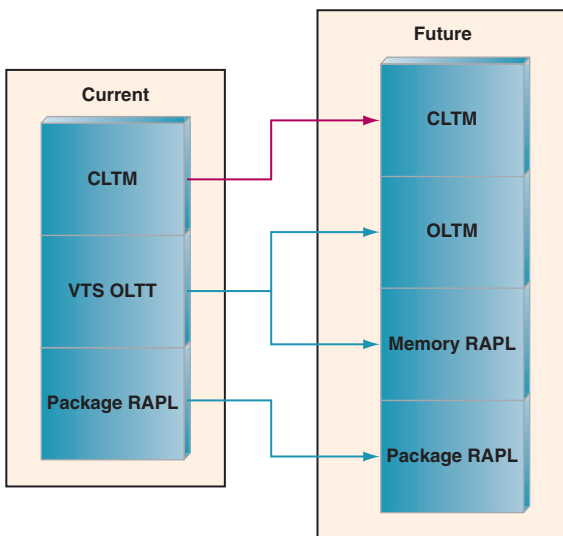 Current
CLTM
VTS OLTT
Package RAPL
Future
CLTM
OLTM
Memory RAPL
Package RAPL